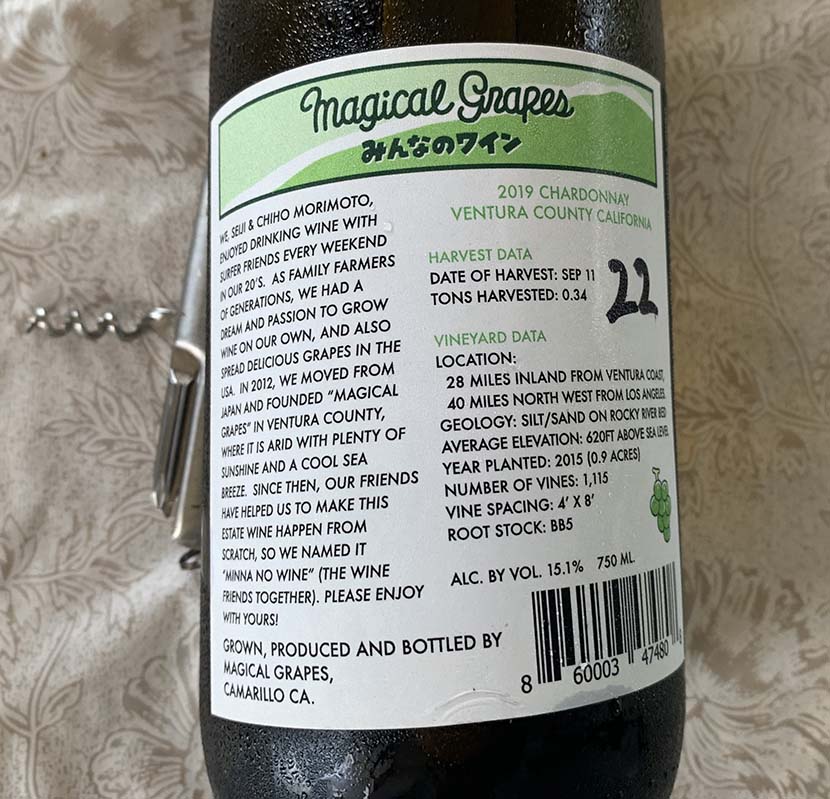 Magical Grapes
みんなのワイン
WE, SEIJI & CHIHO MORIMOTO,
ENJOYED DRINKING WINE WITH
SURFER FRIENDS EVERY WEEKEND
IN OUR 20'S. AS FAMILY FARMERS
OF GENERATIONS, WE HAD A
DREAM AND PASSION TO GROW
WINE ON OUR OWN, AND ALSO
SPREAD DELICIOUS GRAPES IN THE
USA. IN 2012, WE MOVED FROM
JAPAN AND FOUNDED "MAGICAL
GRAPES" IN VENTURA COUNTY,
WHERE IT IS ARID WITH PLENTY OF
SUNSHINE AND A COOL SEA
BREEZE. SINCE THEN, OUR FRIENDS
HAVE HELPED US TO MAKE THIS
ESTATE WINE HAPPEN FROM
SCRATCH, SO WE NAMED IT
"MINNA NO WINE" (THE WINE
FRIENDS TOGETHER). PLEASE ENJOY
WITH YOURS!
GROWN, PRODUCED AND BOTTLED BY
MAGICAL GRAPES,
CAMARILLO CA.
2019 CHARDONNAY
VENTURA COUNTY CALIFORNIA
HARVEST DATA
DATE OF HARVEST: SEP 11
TONS HARVESTED: 0.34
22
VINEYARD DATA
LOCATION:
28 MILES INLAND FROM VENTURA COAST,
40 MILES NORTH WEST FROM LOS ANGELES
GEOLOGY: SILT/SAND ON ROCKY RIVER BED
AVERAGE ELEVATION: 620FT ABOVE SEA LEVEL
YEAR PLANTED: 2015 (0.9 ACRES)
NUMBER OF VINES: 1,115
VINE SPACING: 4' X 8'
ROOT STOCK: BB5
ALC. BY VOL. 15.1% 750 ML.
8 60003 47480